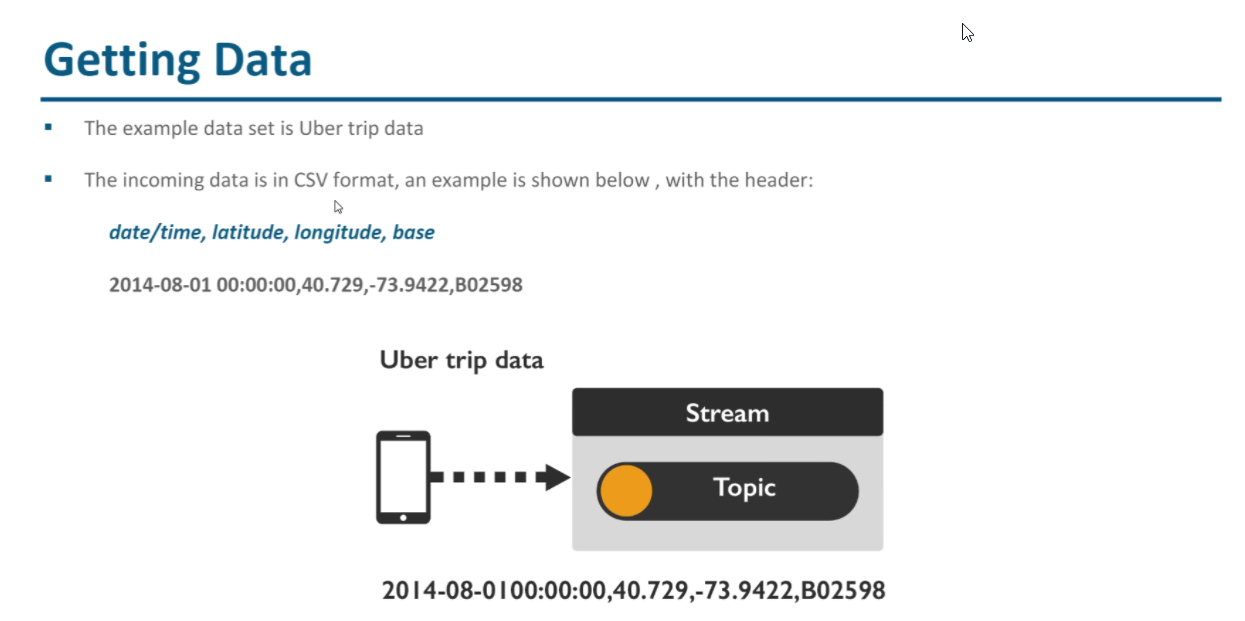 Getting Data
The example data set is Uber trip data
The incoming data is in CSV format, an example is shown below , with the header:
date/time, latitude, longitude, base
2014-08-01 00:00:00,40.729,-73.9422,B02598
Uber trip data
Stream
Topic
2014-08-0100:00:00,40.729,-73.9422,B02598